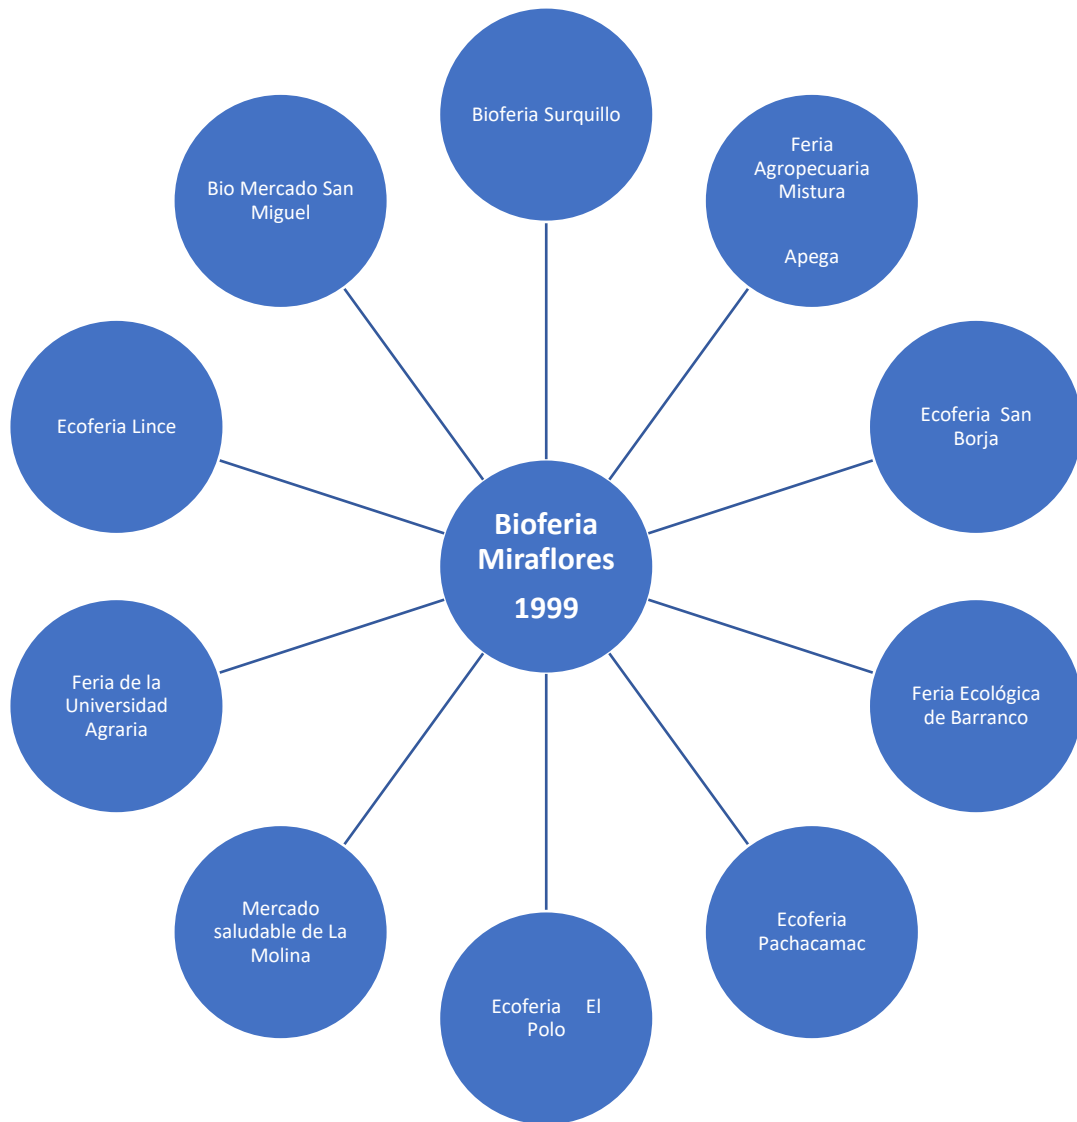 Bioferia Surquillo
Feria
Agropecuaria
Mistura
Apega
Ecoferia San
Borja
Feria Ecológica
de Barranco
Ecoferia
Pachacamac
Ecoferia El
Polo
Mercado
saludable de La
Molina
Feria de la
Universidad
Agraria
Ecoferia Lince
Bio Mercado San
Miguel
Bioferia
Miraflores
1999